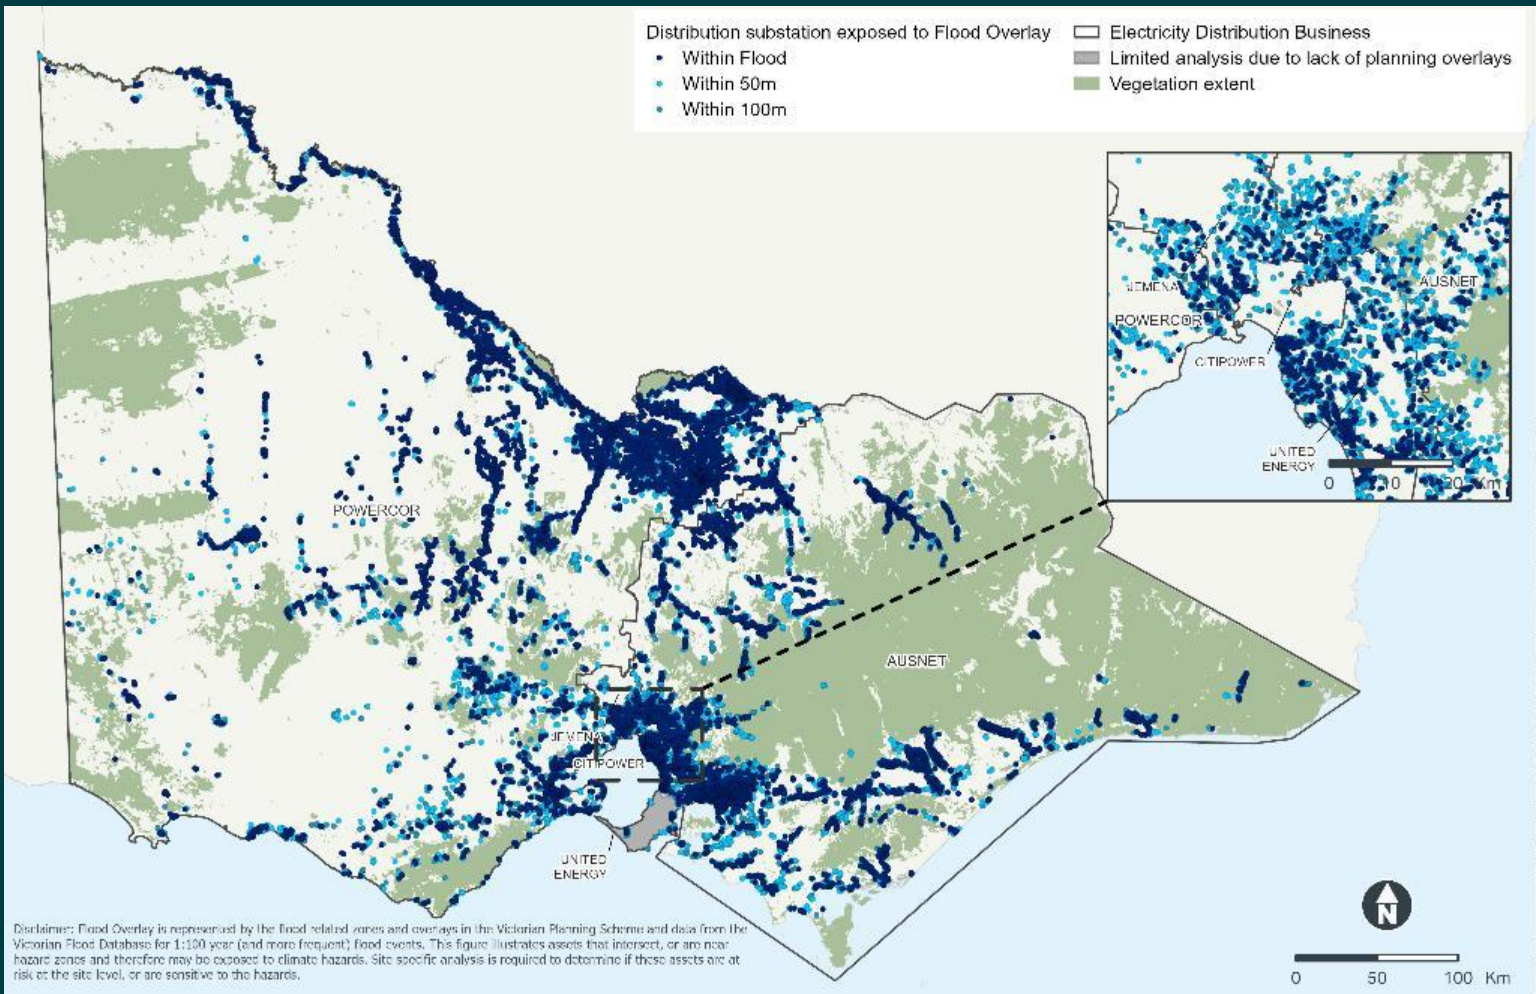 Distribution substation exposed to Flood Overlay
Within Flood
Within 50m
Within 100m
Electricity Distribution Business
Limited analysis due to lack of planning overlays
Vegetation extent
JEMENA
POWERCOR
AUSNET
CITIPOWER
UNITED
ENERGY
0 10 20 Km
POWERCOR
AUSNET
JEMENA
CITIPOWER
UNITED
ENERGY
Disclaimer: Flood Overlay is represented by the flood related zones and overlays in the Victorian Planning Scheme and data from the
Victorian Flood Database for 1:100 year (and more frequent) flood events. This figure illustrates assets that intersect, or are near
hazard zones and therefore may be exposed to climate hazards. Site specific analysis is required to determine if these assets are at
risk at the site level, or are sensitive to the hazards.
N
0 50 100 Km